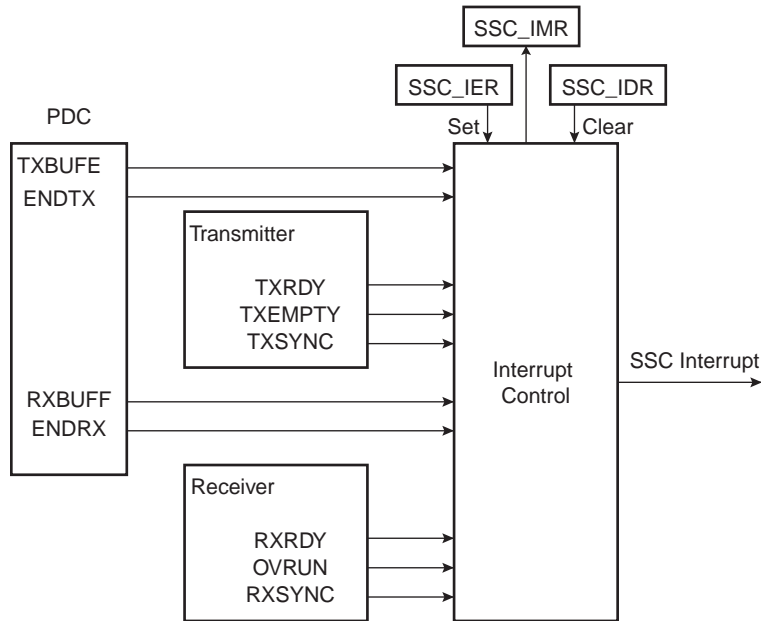 SSC_IMR
SSC_IER
SSC_IDR
PDC
Set
Clear
TXBUFE
ENDTX
Transmitter
TXRDY
TXEMPTY
TXSYNC
SSC Interrupt
Interrupt
Control
RXBUFF
ENDRX
Receiver
RXRDY
OVRUN
RXSYNC